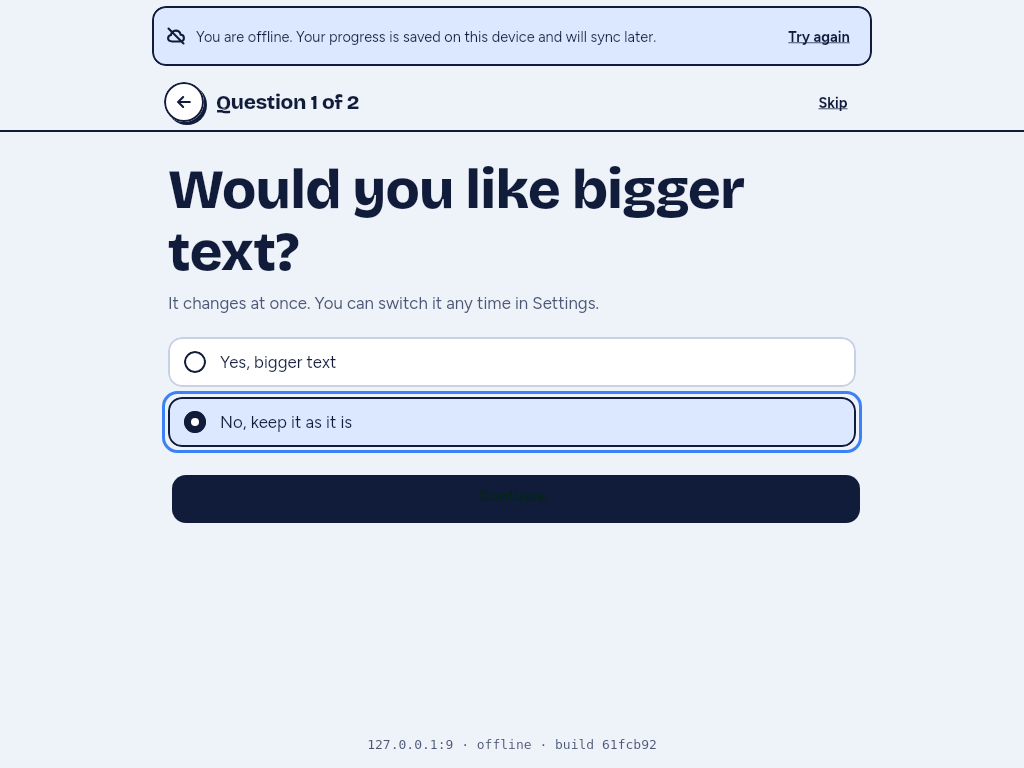 You are offline. Your progress is saved on this device and will sync later.
Try again
Question 1 of 2
Skip
Would you like bigger
text?
It changes at once. You can switch it any time in Settings.
Yes, bigger text
No, keep it as it is
Continue
127.0.0.1:9 · offline · build 61fcb92